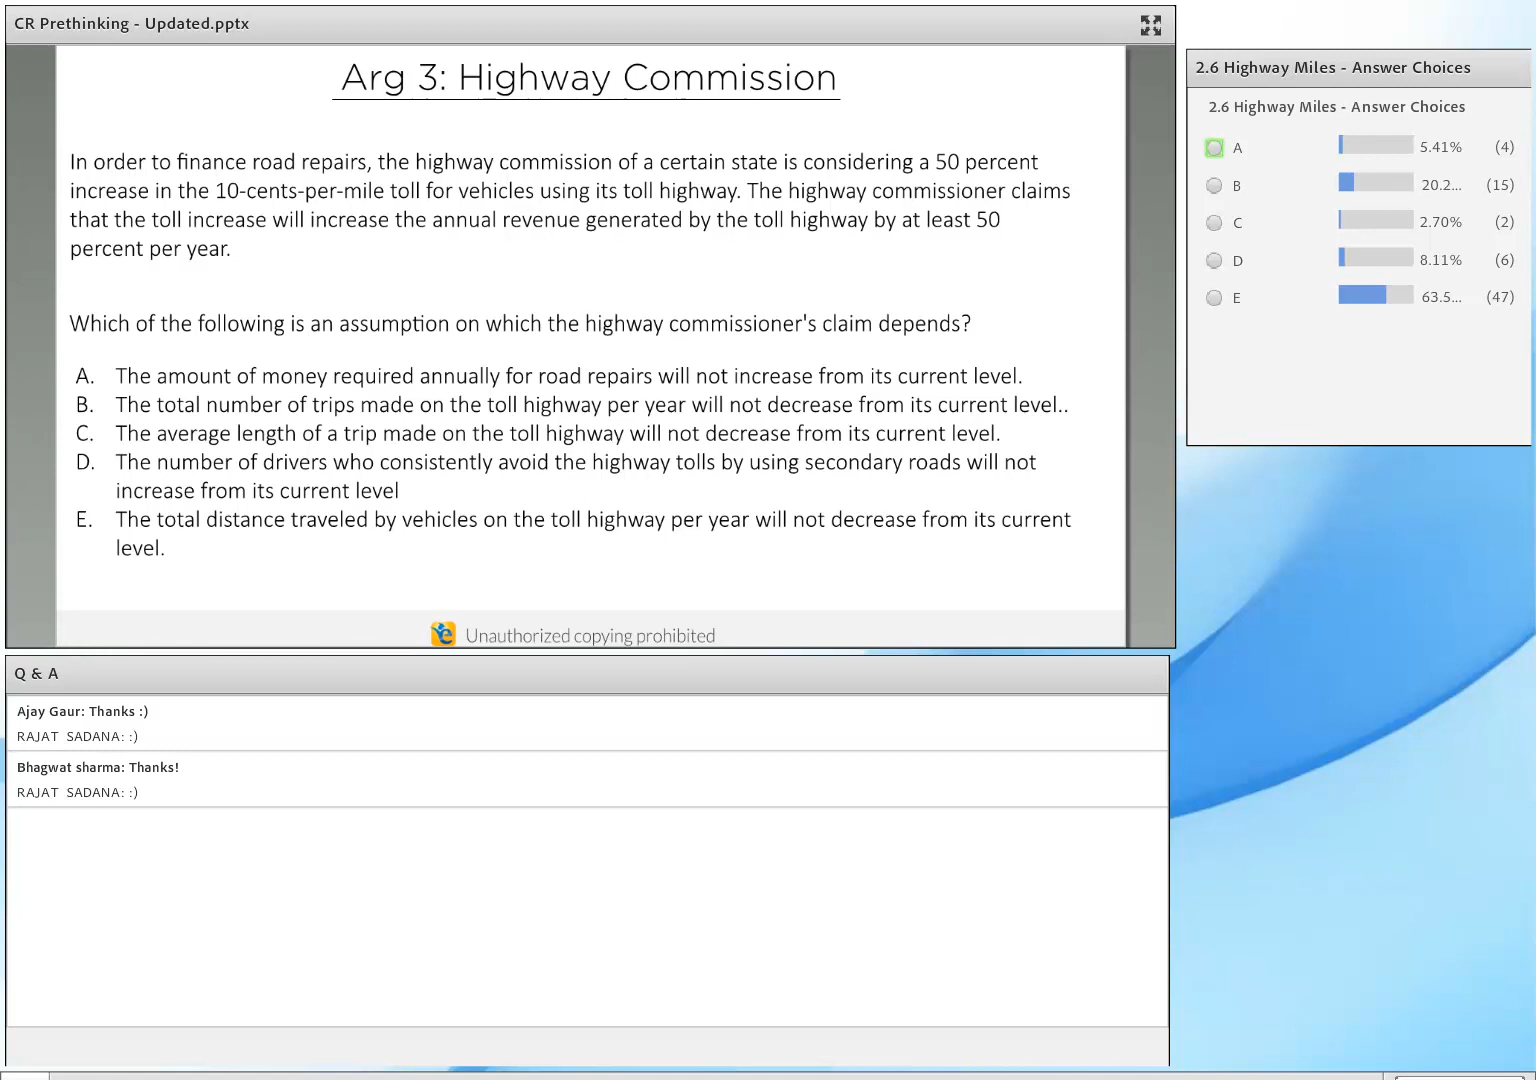 CR Prethinking - Updated.pptx
Arg 3: Highway Commission
In order to finance road repairs, the highway commission of a certain state is considering a 50 percent
increase in the 10-cents-per-mile toll for vehicles using its toll highway. The highway commissioner claims
that the toll increase will increase the annual revenue generated by the toll highway by at least 50
percent per year.
Which of the following is an assumption on which the highway commissioner's claim depends?
A. The amount of money required annually for road repairs will not increase from its current level.
B. The total number of trips made on the toll highway per year will not decrease from its current level..
C. The average length of a trip made on the toll highway will not decrease from its current level.
D. The number of drivers who consistently avoid the highway tolls by using secondary roads will not
increase from its current level
E. The total distance traveled by vehicles on the toll highway per year will not decrease from its current
level.
Unauthorized copying prohibited
2.6 Highway Miles - Answer Choices
2.6 Highway Miles - Answer Choices
A 5.41% (4)
B 20.2... (15)
C 2.70% (2)
D 8.11% (6)
E 63.5... (47)
Q & A
Ajay Gaur: Thanks :)
RAJAT SADANA: :)
Bhagwat sharma: Thanks!
RAJAT SADANA: :)